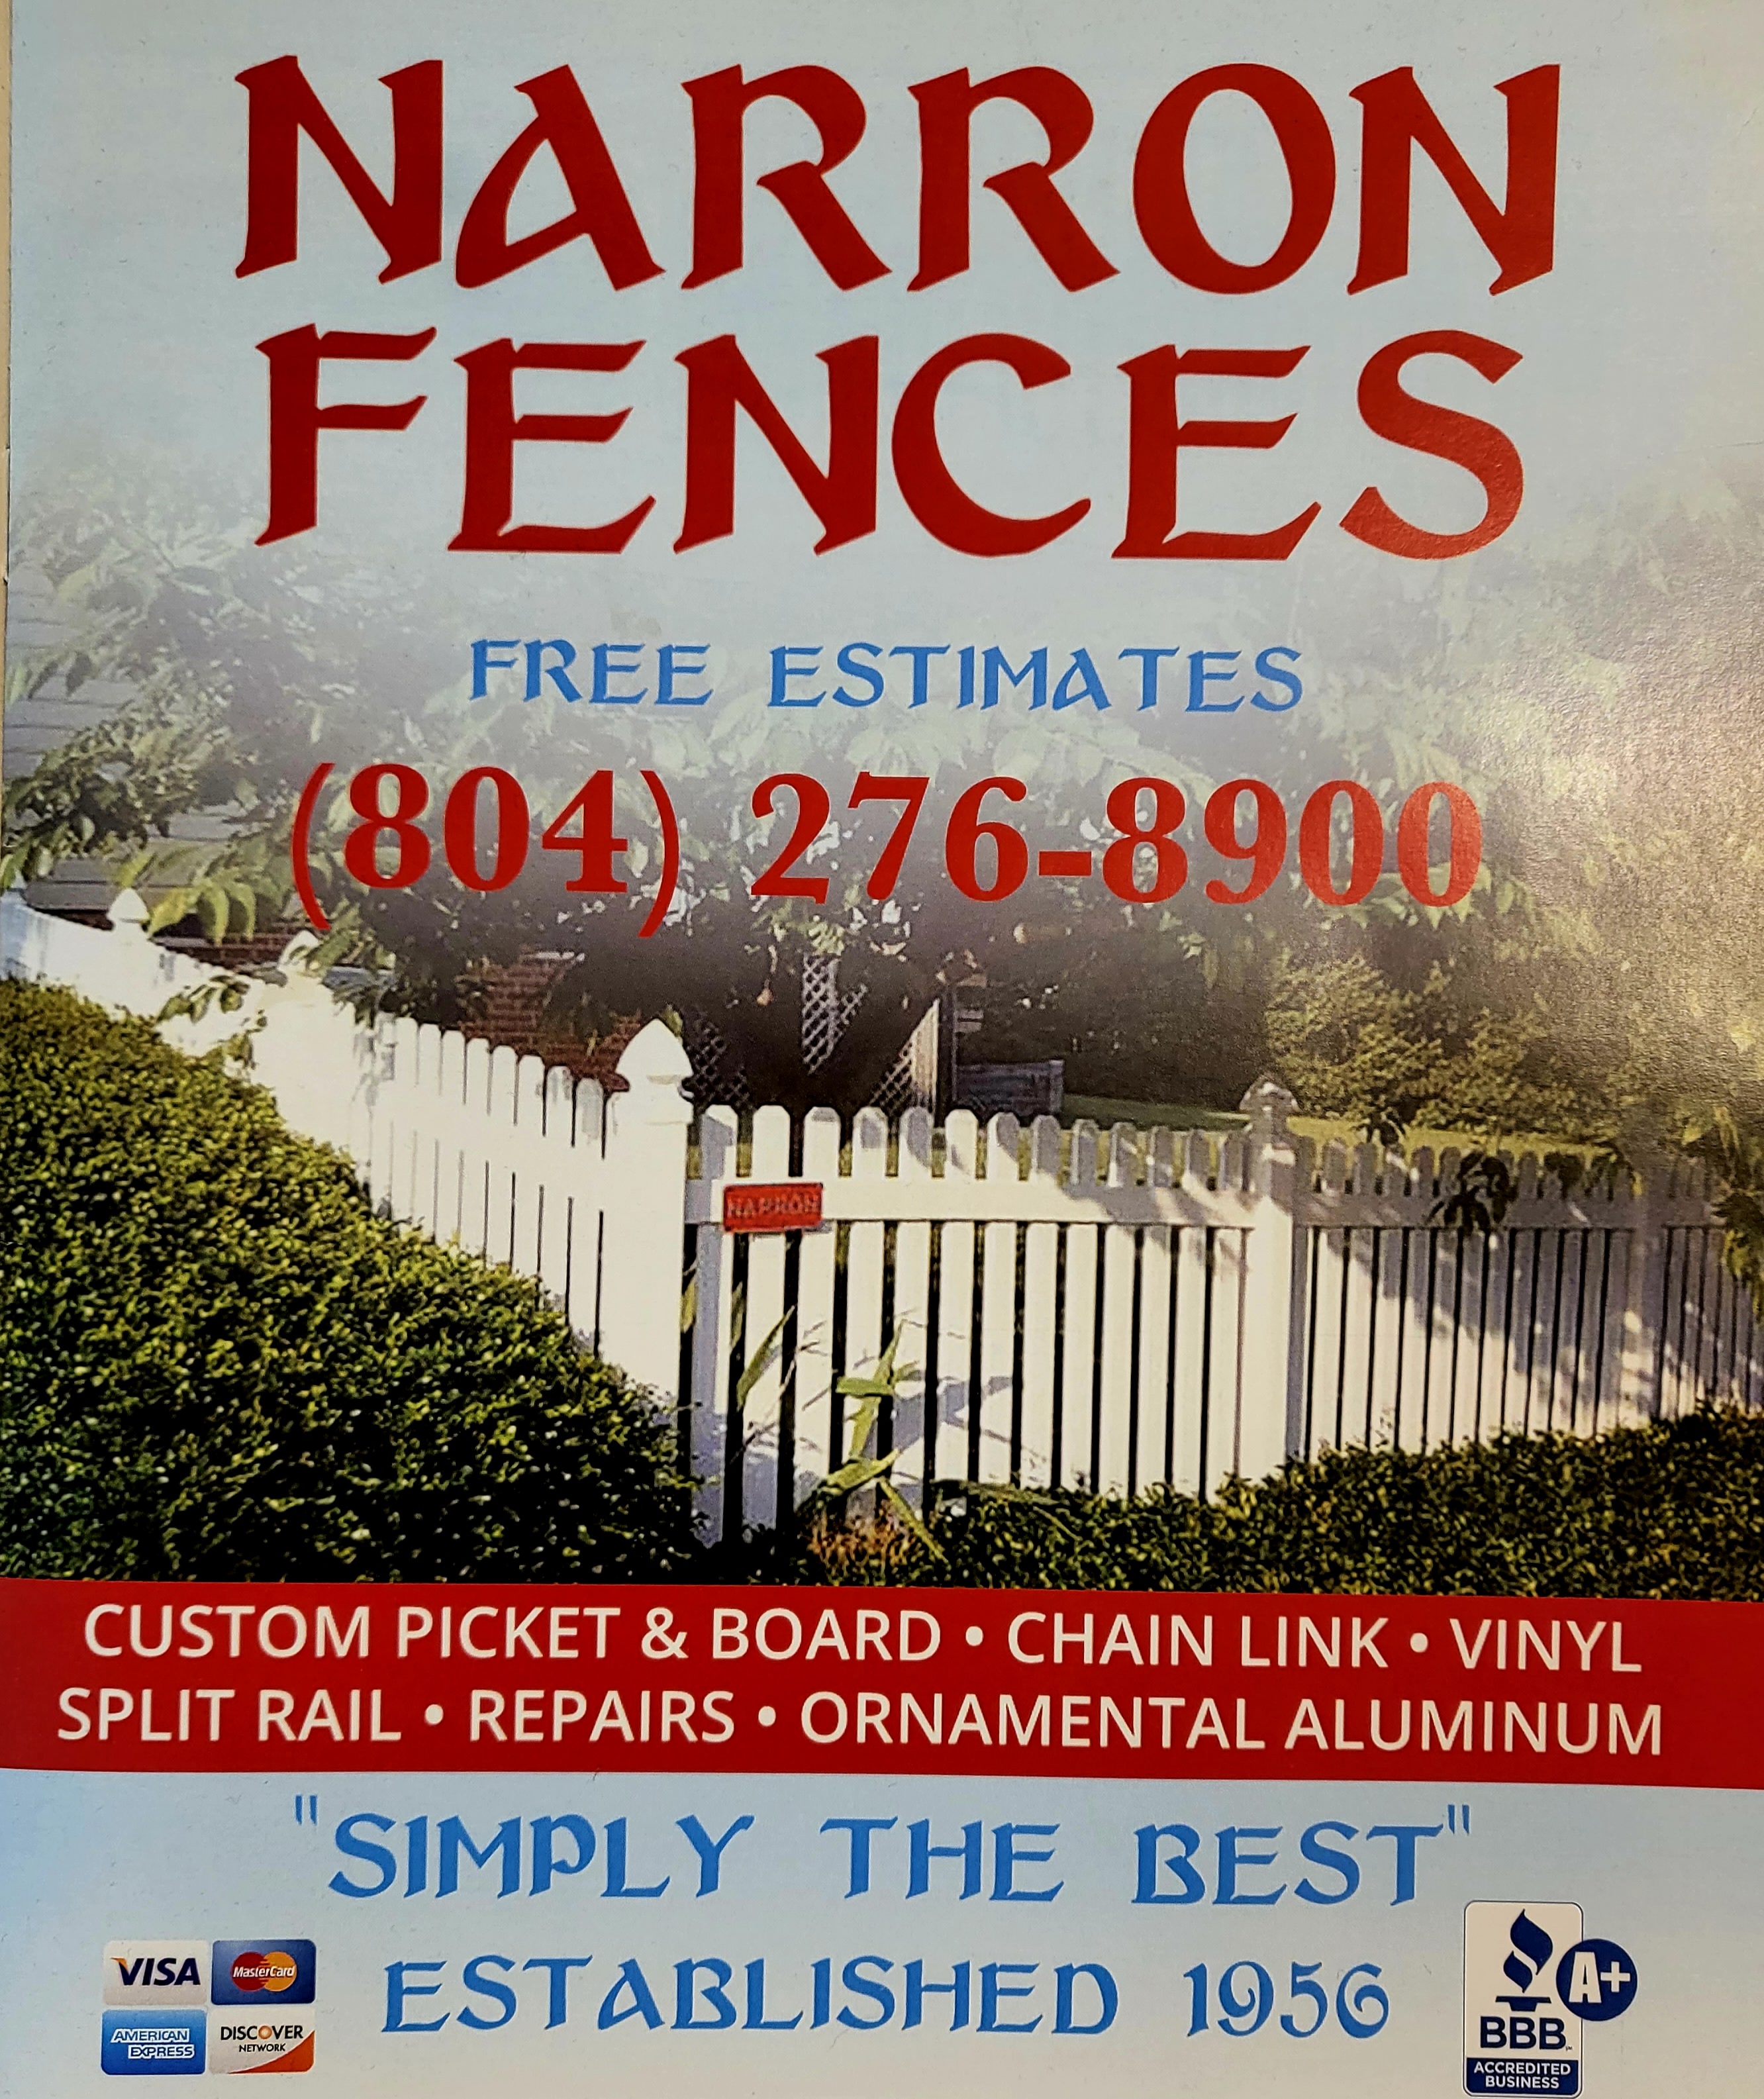 NARRON
FENCES
FREE ESTIMATES
(804) 276-8900
NARRON
CUSTOM PICKET & BOARD • CHAIN LINK • VINYL
SPLIT RAIL • REPAIRS • ORNAMENTAL ALUMINUM
"SIMPLY THE BEST"
ESTABLISHED 1956
VISA
MasterCard
AMERICAN
EXPRESS
DISCOVER
NETWORK
A+
BBB
ACCREDITED
BUSINESS